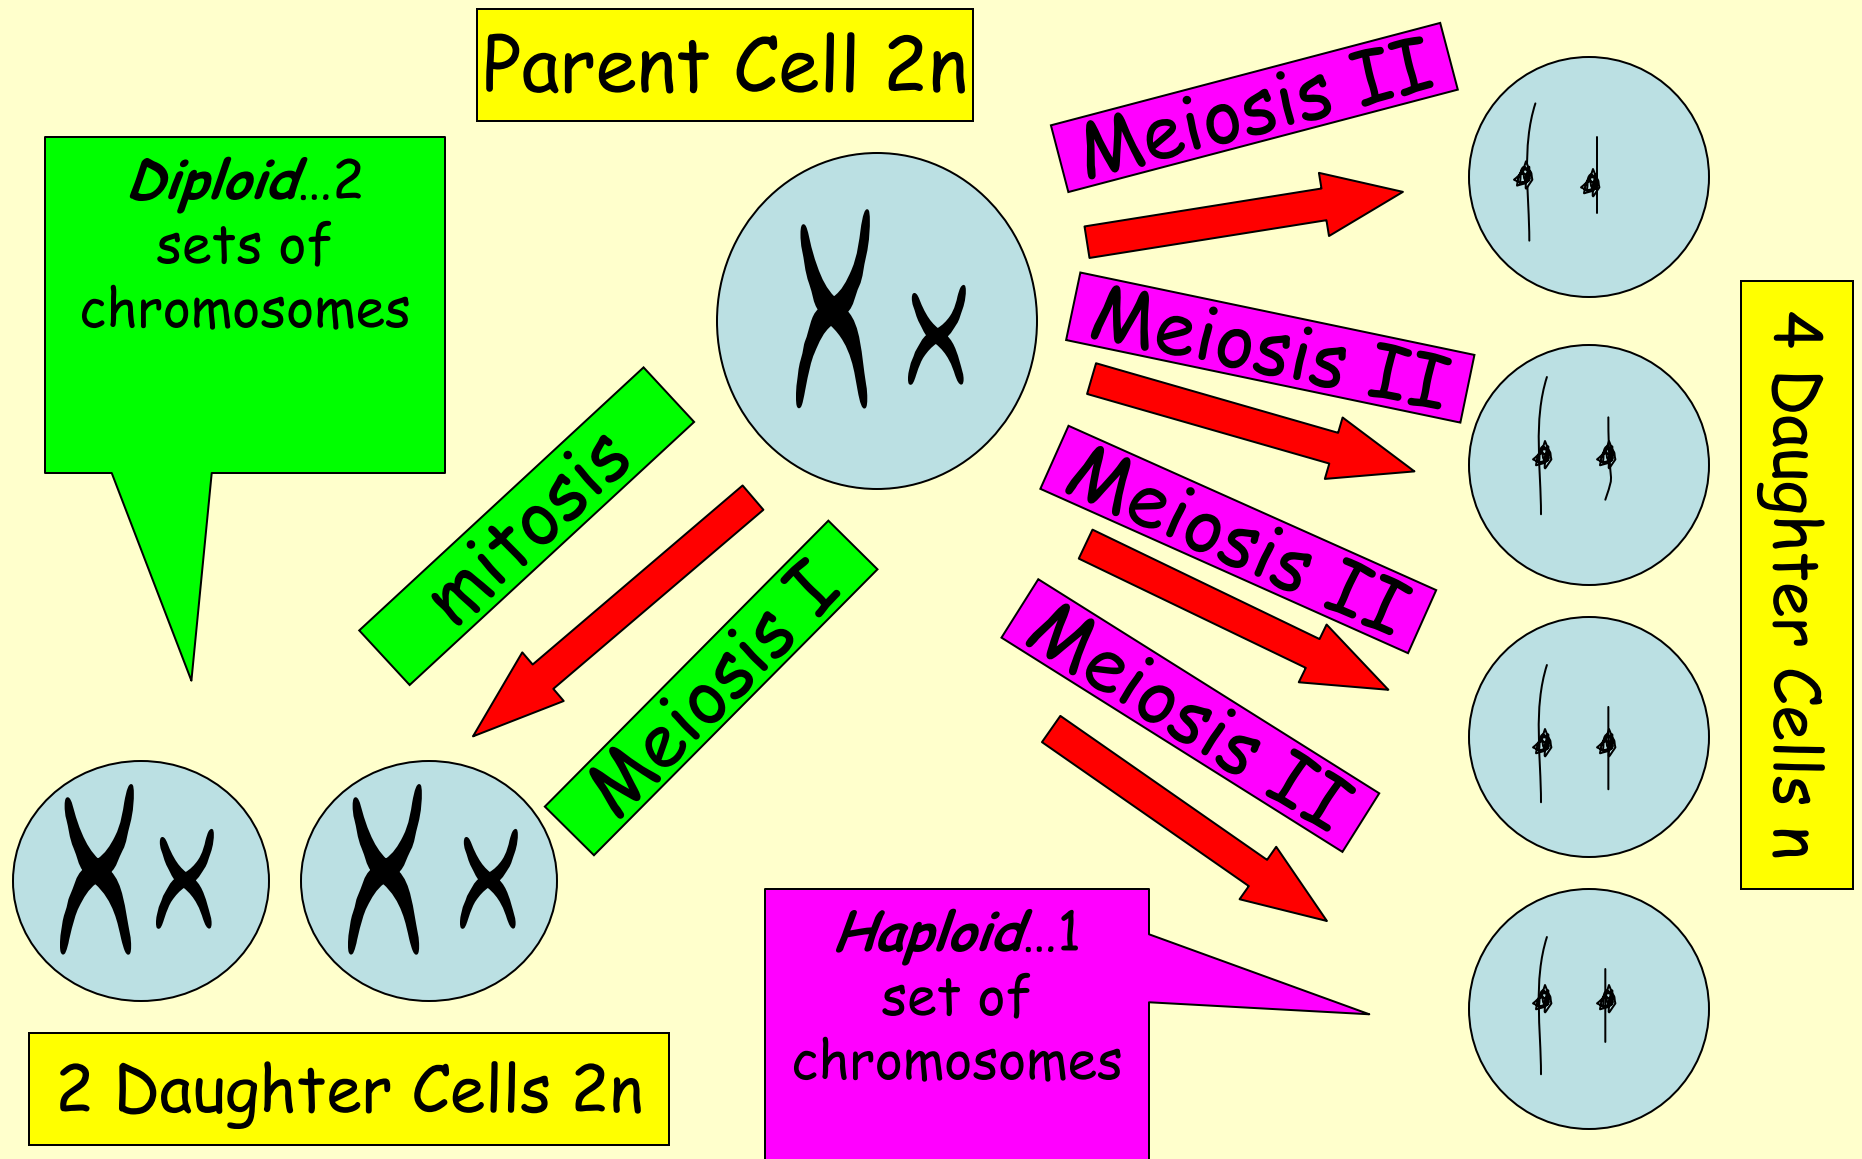 Parent Cell 2n
Diploid...2
sets of
chromosomes
mitosis
Meiosis I
Meiosis II
Meiosis II
Meiosis II
Meiosis II
4 Daughter Cells n
2 Daughter Cells 2n
Haploid...1
set of
chromosomes